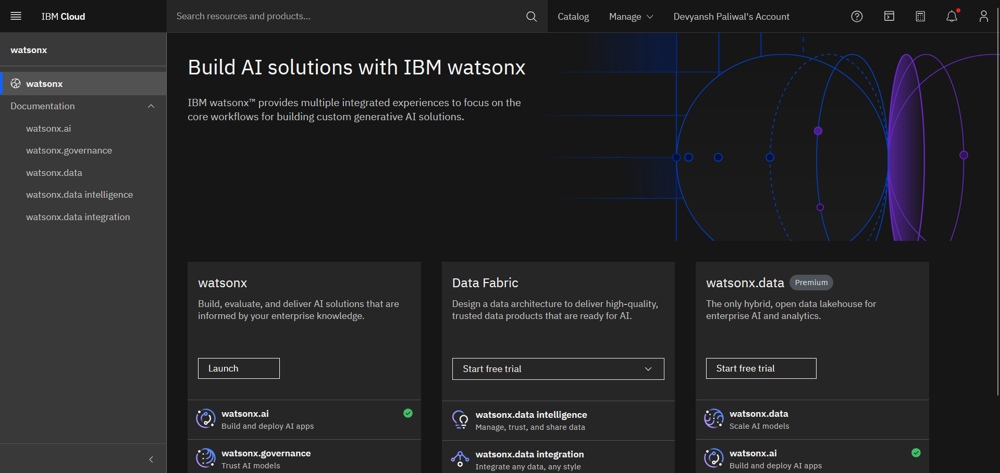 IBM Cloud
Search resources and products...
Catalog
Manage
Devyansh Paliwal's Account
watsonx
watsonx
Documentation
watsonx.ai
watsonx.governance
watsonx.data
watsonx.data intelligence
watsonx.data integration
Build AI solutions with IBM watsonx
IBM watsonx™ provides multiple integrated experiences to focus on the
core workflows for building custom generative AI solutions.
watsonx
Build, evaluate, and deliver AI solutions that are
informed by your enterprise knowledge.
Launch
watsonx.ai
Build and deploy AI apps
watsonx.governance
Trust AI models
Data Fabric
Design a data architecture to deliver high-quality,
trusted data products that are ready for AI.
Start free trial
watsonx.data intelligence
Manage, trust, and share data
watsonx.data integration
Integrate any data, any style
watsonx.data Premium
The only hybrid, open data lakehouse for
enterprise AI and analytics.
Start free trial
watsonx.data
Scale AI models
watsonx.ai
Build and deploy AI apps